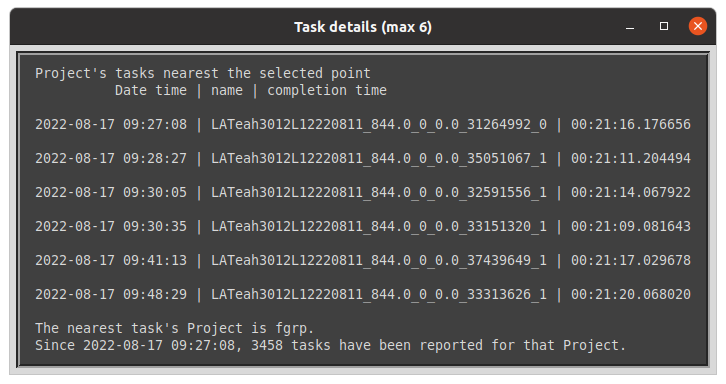 Task details (max 6)
Project's tasks nearest the selected point
Date time | name | completion time
2022-08-17 09:27:08 | LATeah3012L12220811_844.0_0_0.0_31264992_0 | 00:21:16.176656
2022-08-17 09:28:27 | LATeah3012L12220811_844.0_0_0.0_35051067_1 | 00:21:11.204494
2022-08-17 09:30:05 | LATeah3012L12220811_844.0_0_0.0_32591556_1 | 00:21:14.067922
2022-08-17 09:30:35 | LATeah3012L12220811_844.0_0_0.0_33151320_1 | 00:21:09.081643
2022-08-17 09:41:13 | LATeah3012L12220811_844.0_0_0.0_37439649_1 | 00:21:17.029678
2022-08-17 09:48:29 | LATeah3012L12220811_844.0_0_0.0_33313626_1 | 00:21:20.068020
The nearest task's Project is fgrp.
Since 2022-08-17 09:27:08, 3458 tasks have been reported for that Project.